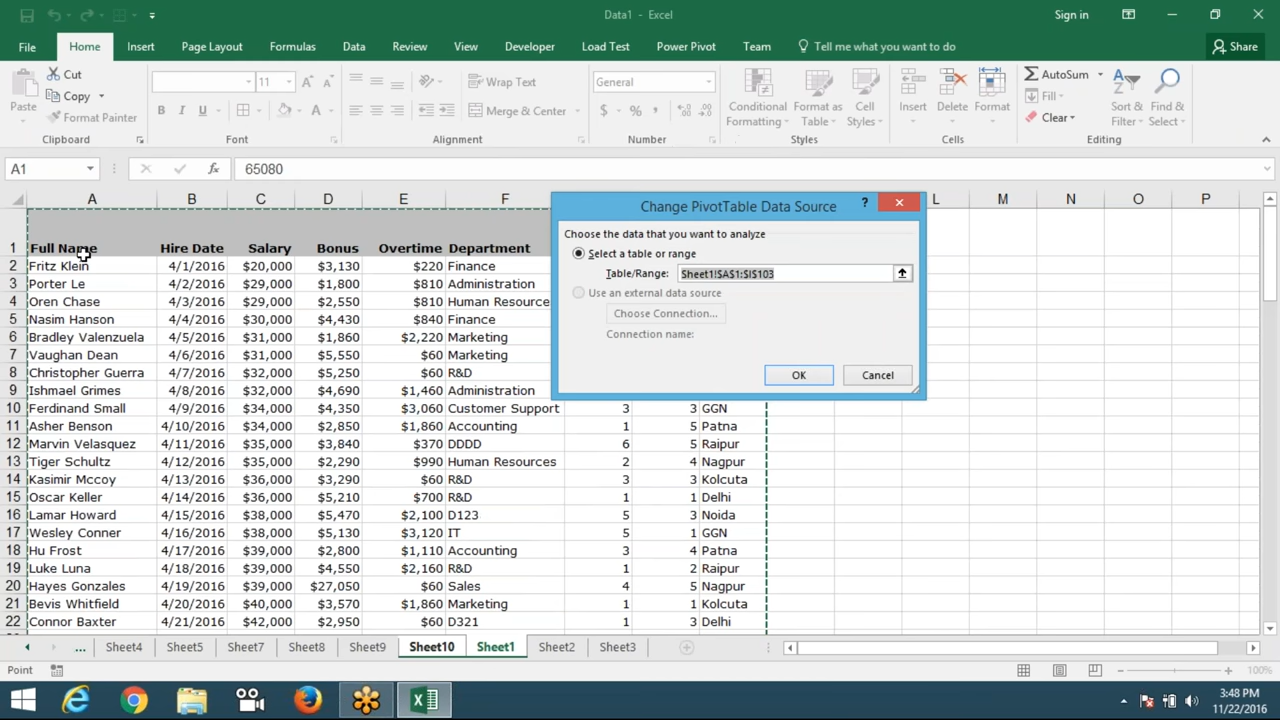 Data1 - Excel
Sign in
File Home Insert Page Layout Formulas Data Review View Developer Load Test Power Pivot Team Tell me what you want to do Share
Paste
Cut
Copy
Format Painter
Clipboard
11 A A
B I U A
Font
Wrap Text
Merge & Center
Alignment
General
$ % ,
Number
Conditional Formatting
Format as Table
Cell Styles
Styles
Insert Delete Format
Cells
AutoSum
Fill
Clear
Sort & Filter
Find & Select
Editing
A1 fx 65080
A B C D E F L M N O P
1 Full Name Hire Date Salary Bonus Overtime Department
2 Fritz Klein 4/1/2016 $20,000 $3,130 $220 Finance
3 Porter Le 4/2/2016 $29,000 $1,800 $810 Administration
4 Oren Chase 4/3/2016 $29,000 $2,550 $810 Human Resources
5 Nasim Hanson 4/4/2016 $30,000 $4,430 $840 Finance
6 Bradley Valenzuela 4/5/2016 $31,000 $1,860 $2,220 Marketing
7 Vaughan Dean 4/6/2016 $31,000 $5,550 $60 Marketing
8 Christopher Guerra 4/7/2016 $32,000 $5,250 $60 R&D
9 Ishmael Grimes 4/8/2016 $32,000 $4,690 $1,460 Administration
10 Ferdinand Small 4/9/2016 $34,000 $4,350 $3,060 Customer Support 3 3 GGN
11 Asher Benson 4/10/2016 $34,000 $2,850 $1,860 Accounting 1 5 Patna
12 Marvin Velasquez 4/11/2016 $35,000 $3,840 $370 DDDD 6 5 Raipur
13 Tiger Schultz 4/12/2016 $35,000 $2,290 $990 Human Resources 2 4 Nagpur
14 Kasimir Mccoy 4/13/2016 $36,000 $3,290 $60 R&D 3 3 Kolcuta
15 Oscar Keller 4/14/2016 $36,000 $5,210 $700 R&D 1 1 Delhi
16 Lamar Howard 4/15/2016 $38,000 $5,470 $2,100 D123 5 3 Noida
17 Wesley Conner 4/16/2016 $38,000 $5,130 $3,120 IT 5 1 GGN
18 Hu Frost 4/17/2016 $39,000 $2,800 $1,110 Accounting 3 4 Patna
19 Luke Luna 4/18/2016 $39,000 $4,550 $2,160 R&D 1 2 Raipur
20 Hayes Gonzales 4/19/2016 $39,000 $27,050 $60 Sales 4 5 Nagpur
21 Bevis Whitfield 4/20/2016 $40,000 $3,570 $1,860 Marketing 1 1 Kolcuta
22 Connor Baxter 4/21/2016 $42,000 $2,950 $60 D321 1 3 Delhi
Change PivotTable Data Source ?
Choose the data that you want to analyze
Select a table or range
Table/Range: Sheet1!$A$1:$I$103
Use an external data source
Choose Connection...
Connection name:
OK Cancel
... Sheet4 Sheet5 Sheet7 Sheet8 Sheet9 Sheet10 Sheet1 Sheet2 Sheet3
Point 100%
3:48 PM
11/22/2016